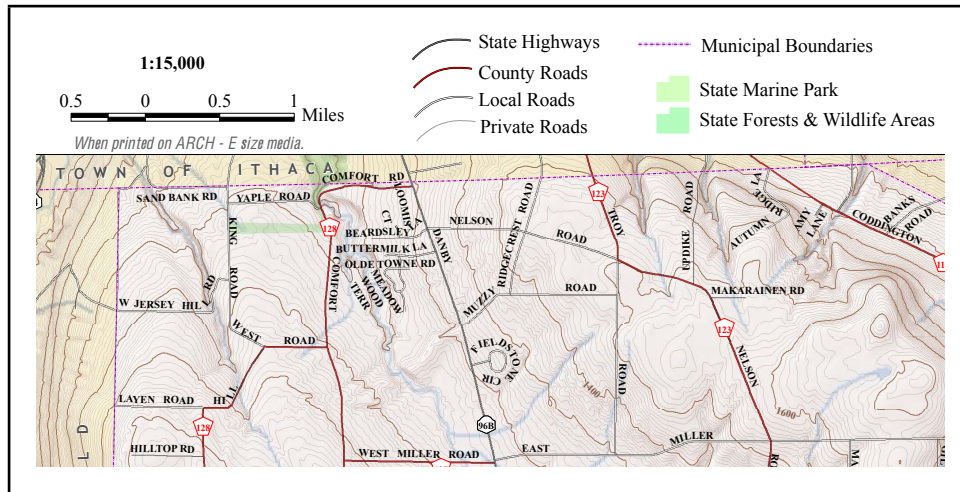 1:15,000
0.5 0 0.5 1 Miles
When printed on ARCH - E size media.
State Highways
County Roads
Local Roads
Private Roads
Municipal Boundaries
State Marine Park
State Forests & Wildlife Areas
TOWN OF ITHACA
COMFORT RD
SAND BANK RD
YAPLE ROAD
KING
ROAD
128
LOOMIS
CT
BEARDSLEY
BUTTERMILK LA
OLDE TOWNE RD
MEADOW
WOOD
TERR
COMFORT
DANBY
NELSON
ROAD
RIDGECREST ROAD
123
TROY
UPDIKE
ROAD
RIDGE LA
AUTUMN
AMY
LANE
CODDINGTON
BANKS
ROAD
11
W JERSEY HIL
L RD
MUZZY
ROAD
MAKARAINEN RD
123
NELSON
WEST
ROAD
FIELDSTONE
CIR
ROAD
1400
1600
LAYEN ROAD
HILL
128
96B
HILLTOP RD
WEST MILLER ROAD
EAST
MILLER
L D